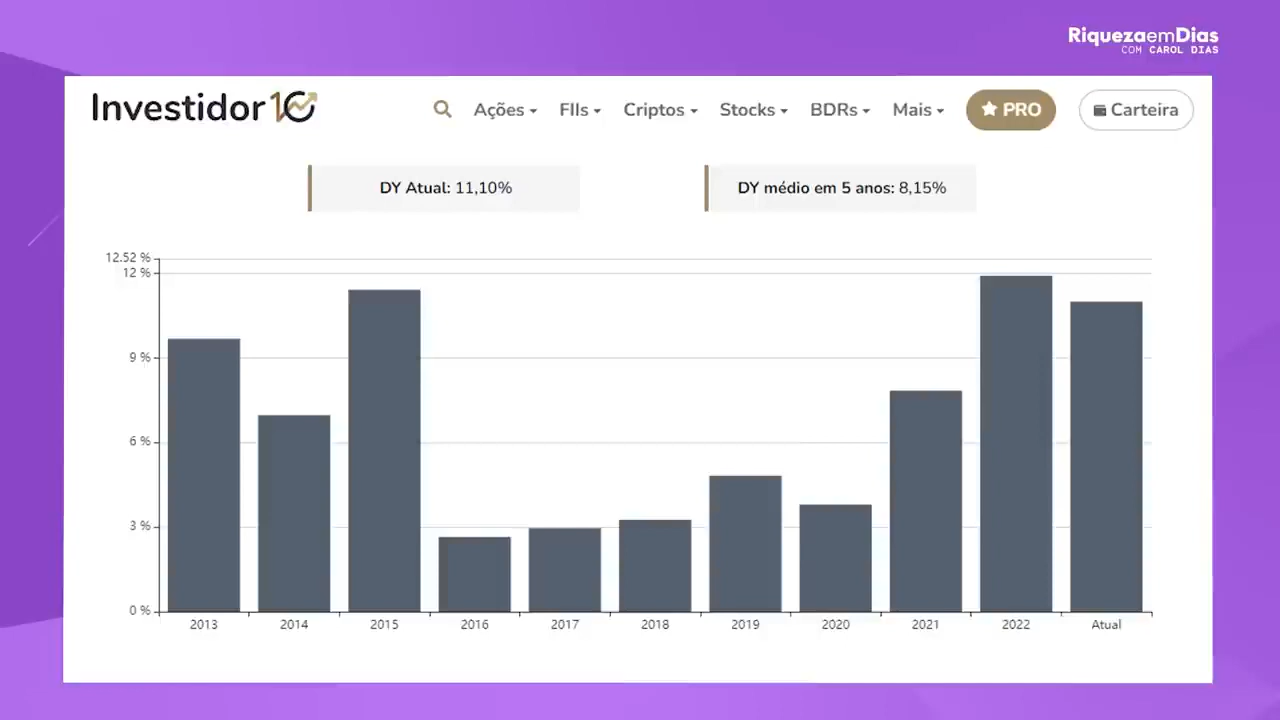 RiquezaemDias
COM CAROL DIAS
Investidor 10
Ações
FIIs
Criptos
Stocks
BDRs
Mais
PRO
Carteira
DY Atual: 11,10%
DY médio em 5 anos: 8,15%
12.52 %
12 %
9 %
6 %
3 %
0 %
2013
2014
2015
2016
2017
2018
2019
2020
2021
2022
Atual